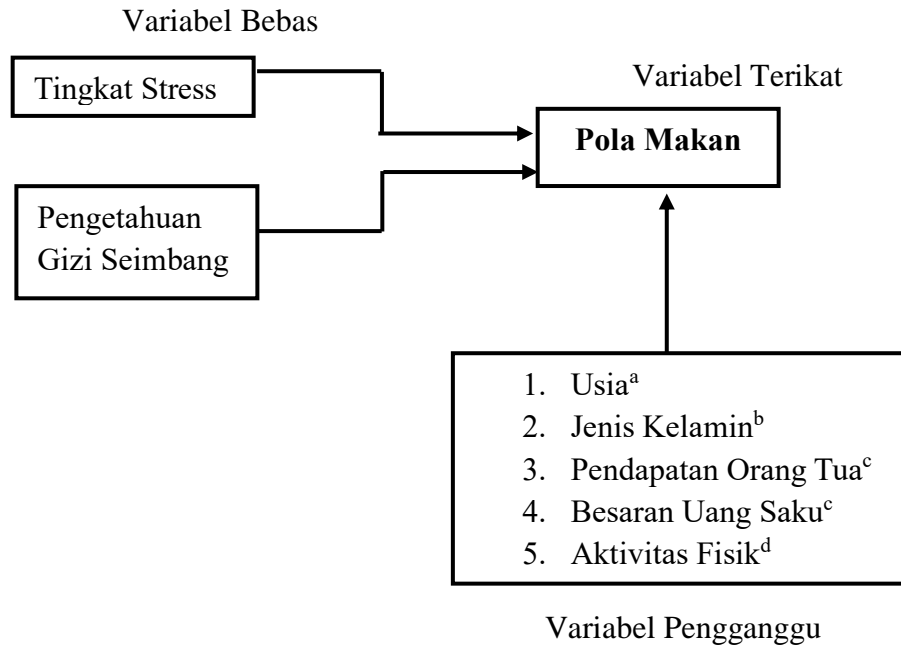 Variabel Bebas
Tingkat Stress
Variabel Terikat
Pola Makan
Pengetahuan
Gizi Seimbang
1. Usiaᵃ
2. Jenis Kelaminᵇ
3. Pendapatan Orang Tuaᶜ
4. Besaran Uang Sakuᶜ
5. Aktivitas Fisikᵈ
Variabel Pengganggu